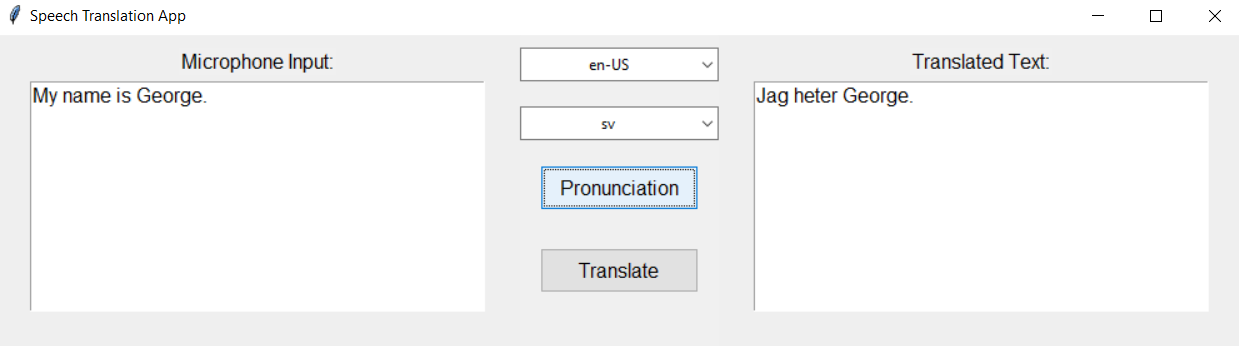 Speech Translation App
Microphone Input:
My name is George.
en-US
sv
Pronunciation
Translate
Translated Text:
Jag heter George.